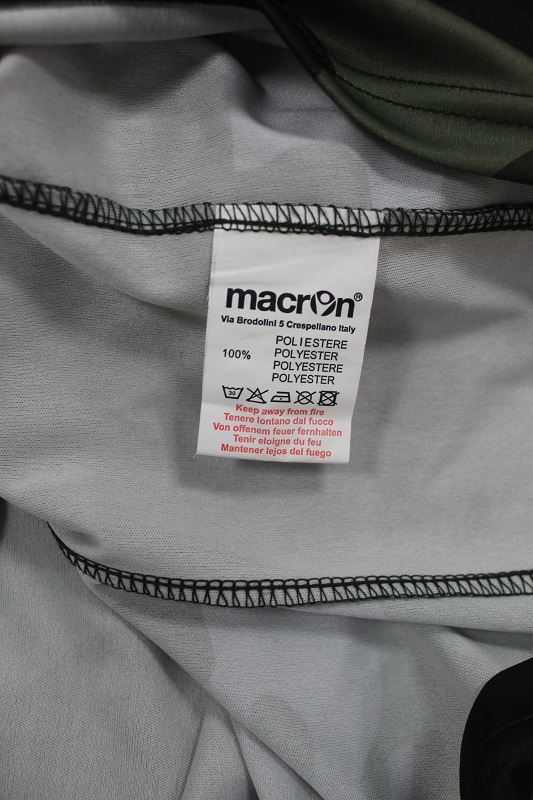 macron®
Via Brodolini 5 Crespellano Italy
POLIESTERE
100% POLYESTER
POLYESTERE
POLYESTER
30
Keep away from fire
Tenere lontano dal fuoco
Von offenem feuer fernhalten
Tenir eloigne du feu
Mantener lejos del fuego